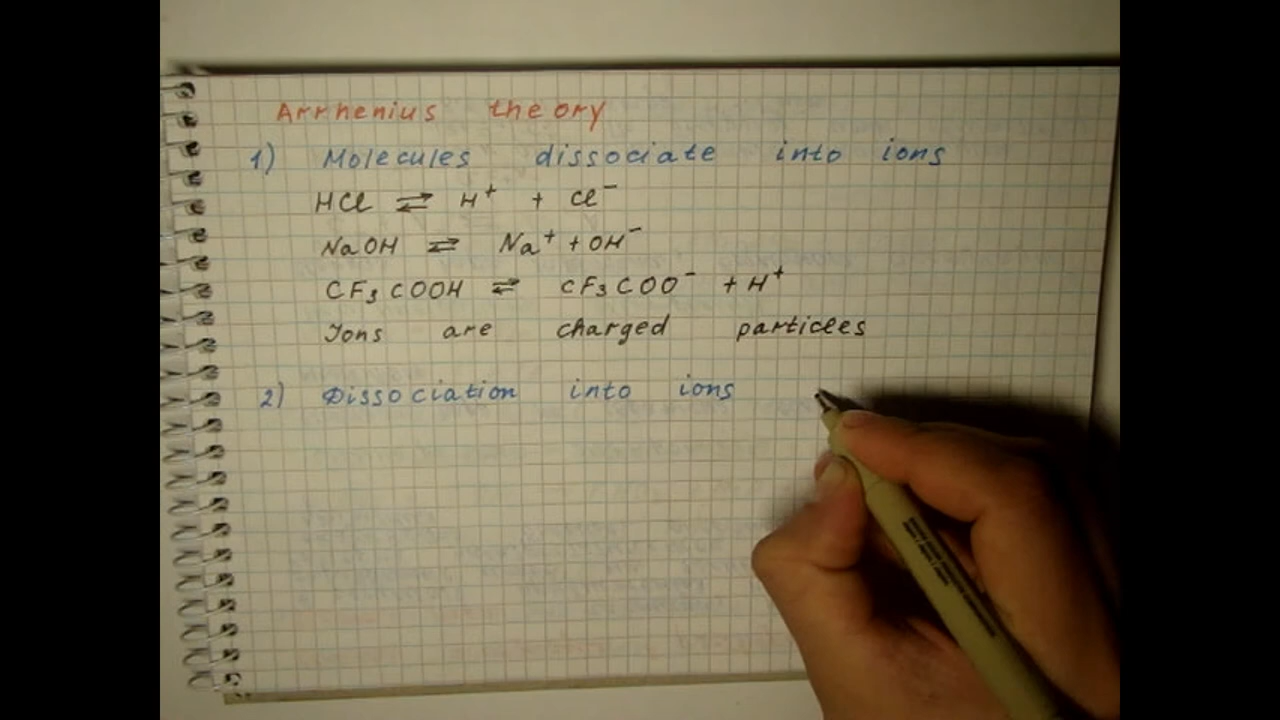 Arrhenius theory
1) Molecules dissociate into ions
HCl ⇄ H⁺ + Cl⁻
NaOH ⇄ Na⁺ + OH⁻
CF₃COOH ⇄ CF₃COO⁻ + H⁺
Ions are charged particles
2) Dissociation into ions